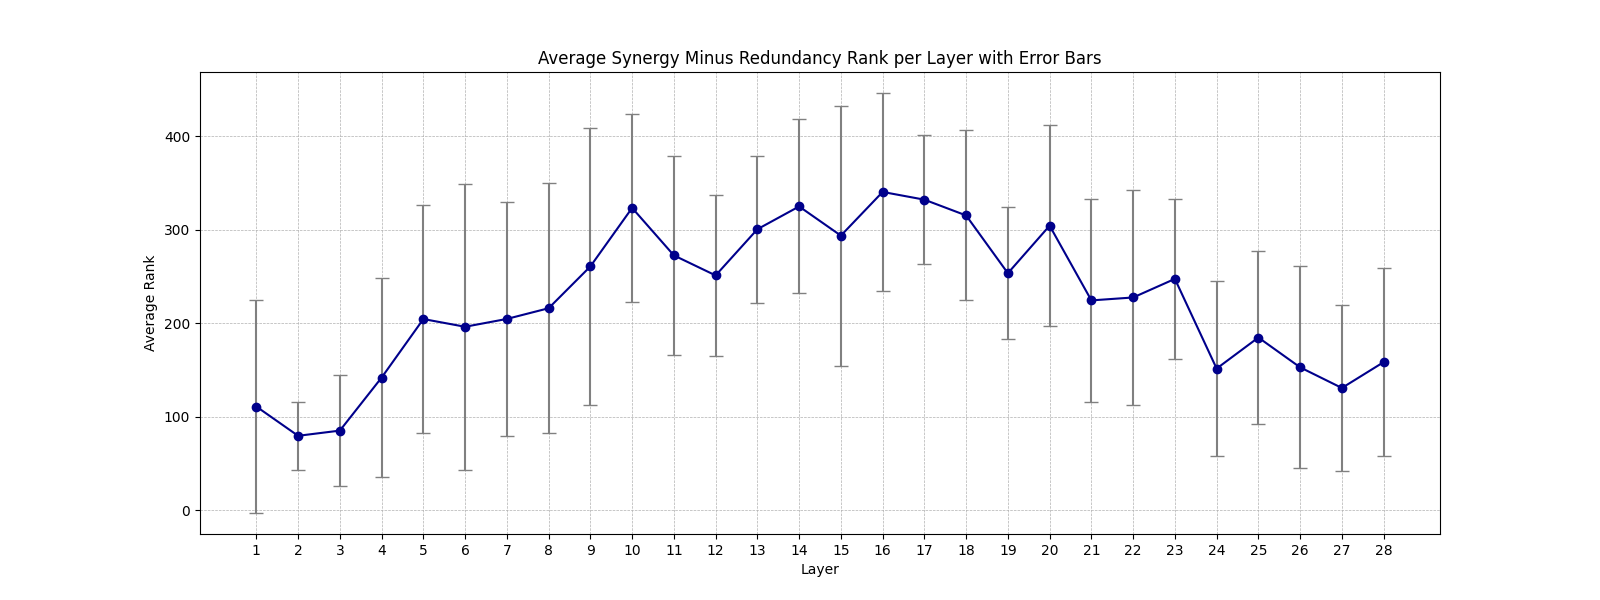 Average Synergy Minus Redundancy Rank per Layer with Error Bars
400
300
200
100
0
Average Rank
1 2 3 4 5 6 7 8 9 10 11 12 13 14 15 16 17 18 19 20 21 22 23 24 25 26 27 28
Layer